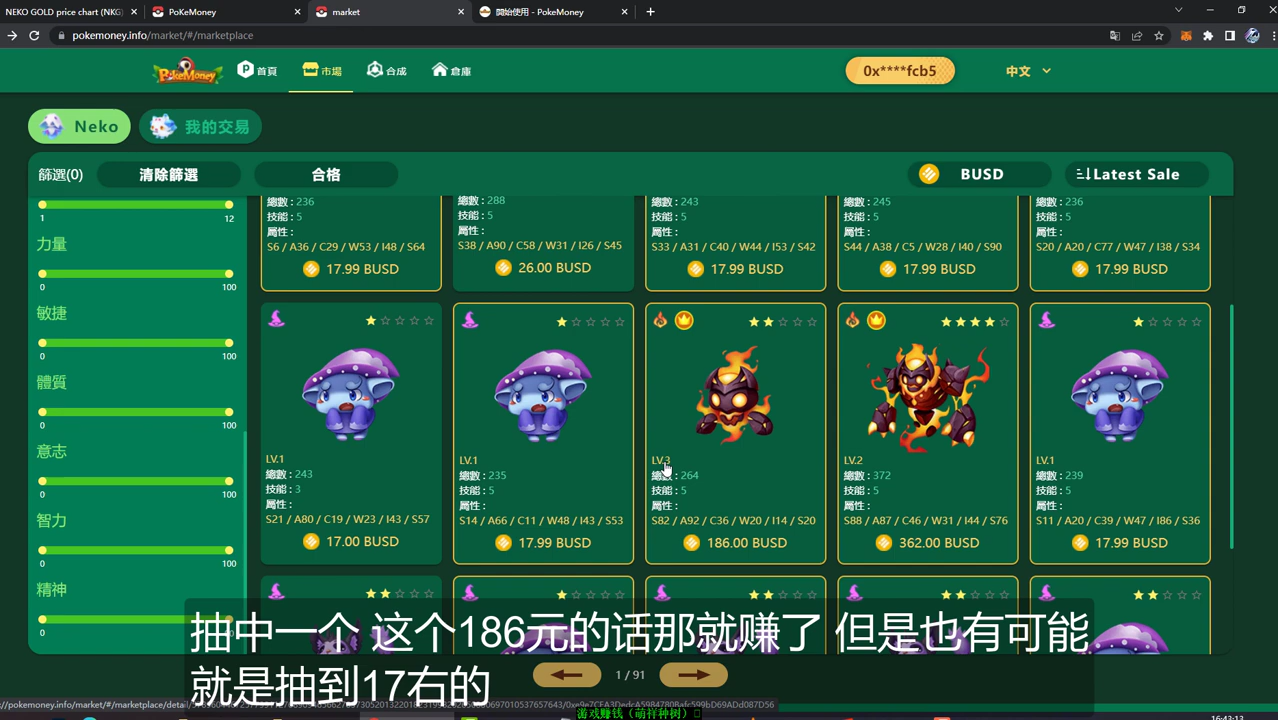 NEKO GOLD price chart (NKG)
PoKeMoney
market
開始使用 - PokeMoney
pokemoney.info/market/#/marketplace
PokeMoney
首頁
市場
合成
倉庫
0x****fcb5
中文
Neko
我的交易
篩選(0)
清除篩選
合格
BUSD
Latest Sale
1
12
力量
0
100
敏捷
0
100
體質
0
100
意志
0
100
智力
0
100
精神
0
總數 : 236
技能 : 5
屬性 :
S6 / A36 / C29 / W53 / I48 / S64
17.99 BUSD
總數 : 288
技能 : 5
屬性 :
S38 / A90 / C58 / W31 / I26 / S45
26.00 BUSD
總數 : 243
技能 : 5
屬性 :
S33 / A31 / C40 / W44 / I53 / S42
17.99 BUSD
總數 : 245
技能 : 5
屬性 :
S44 / A38 / C5 / W28 / I40 / S90
17.99 BUSD
總數 : 236
技能 : 5
屬性 :
S20 / A20 / C77 / W47 / I38 / S34
17.99 BUSD
LV.1
總數 : 243
技能 : 3
屬性 :
S21 / A80 / C19 / W23 / I43 / S57
17.00 BUSD
LV.1
總數 : 235
技能 : 5
屬性 :
S14 / A66 / C11 / W48 / I43 / S53
17.99 BUSD
LV.3
總數 : 264
技能 : 5
屬性 :
S82 / A92 / C36 / W20 / I14 / S20
186.00 BUSD
LV.2
總數 : 372
技能 : 5
屬性 :
S88 / A87 / C46 / W31 / I44 / S76
362.00 BUSD
LV.1
總數 : 239
技能 : 5
屬性 :
S11 / A20 / C39 / W47 / I86 / S36
17.99 BUSD
抽中一个 这个186元的话那就赚了 但是也有可能
就是抽到17右的
1 / 91
游戏赚钱（萌祥种树）
16:43:13